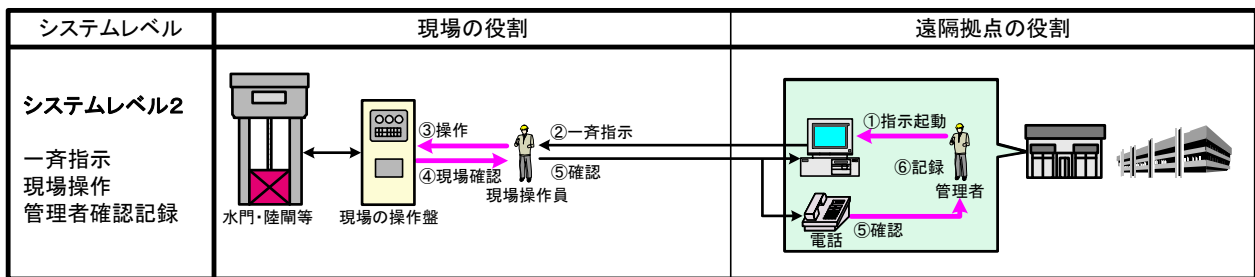 システムレベル
現場の役割
遠隔拠点の役割
システムレベル2
一斉指示
現場操作
管理者確認記録
水門・陸閘等
現場の操作盤
③操作
④現場確認
現場操作員
②一斉指示
⑤確認
①指示起動
⑥記録
管理者
電話
⑤確認